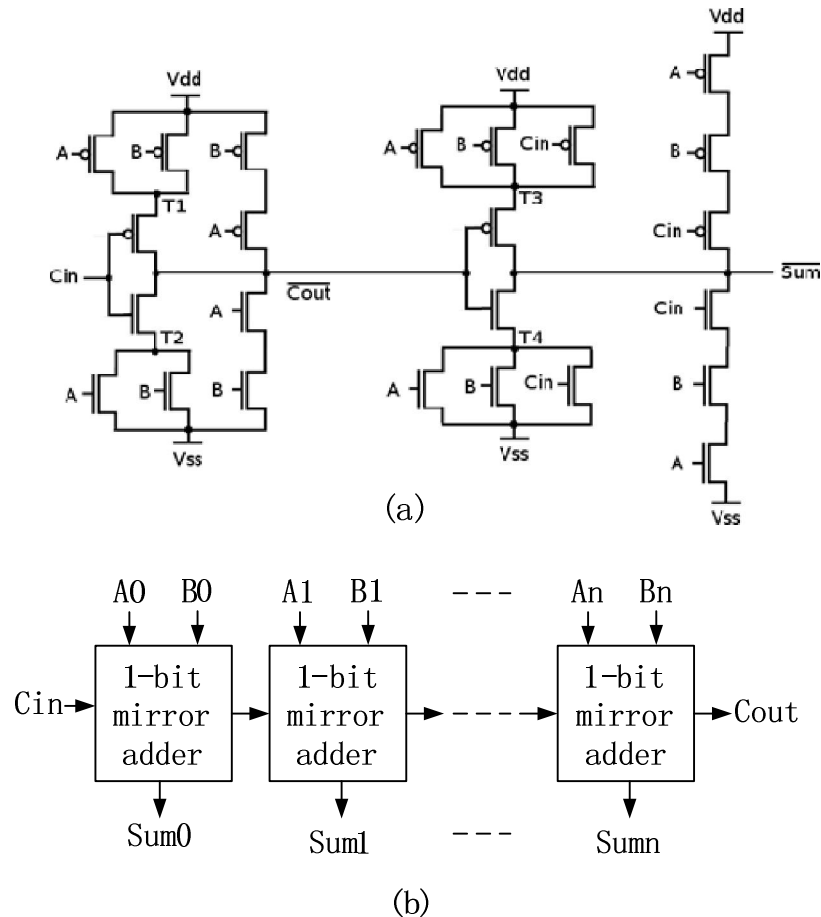 Vdd
A
B
Vdd
Vdd
A
B
B
A
B
Cin
T1
T3
A
Cin
Cin
Cout
Sum
A
Cin
T2
T4
A
B
B
A
B
Cin
B
Vss
Vss
A
Vss
(a)
A0 B0 A1 B1 --- An Bn
Cin 1-bit mirror adder 1-bit mirror adder ---- 1-bit mirror adder Cout
Sum0 Sum1 --- Sumn
(b)